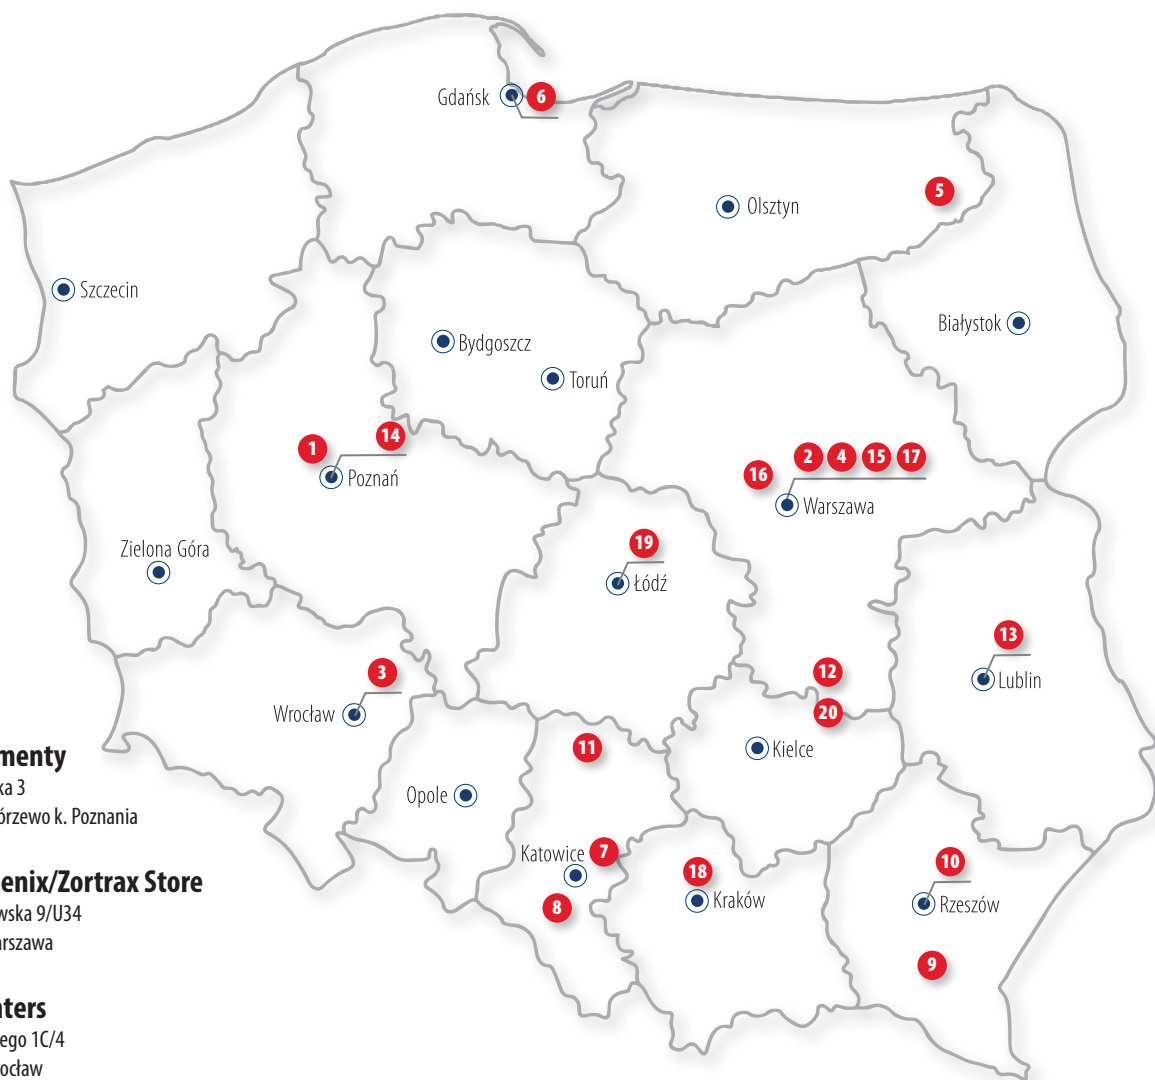 Gdańsk
6
5
Olsztyn
Szczecin
Białystok
Bydgoszcz
Toruń
14
1
Poznań
2 4 15 17
16
Warszawa
19
Zielona Góra
Łódź
13
12
Lublin
3
Wrocław
20
11
Kielce
Opole
Katowice 7
10
18
Kraków
Rzeszów
8
9
menty
ka 3
órzewo k. Poznania
enix/Zortrax Store
wska 9/U34
arszawa
nters
ego 1C/4
ocław